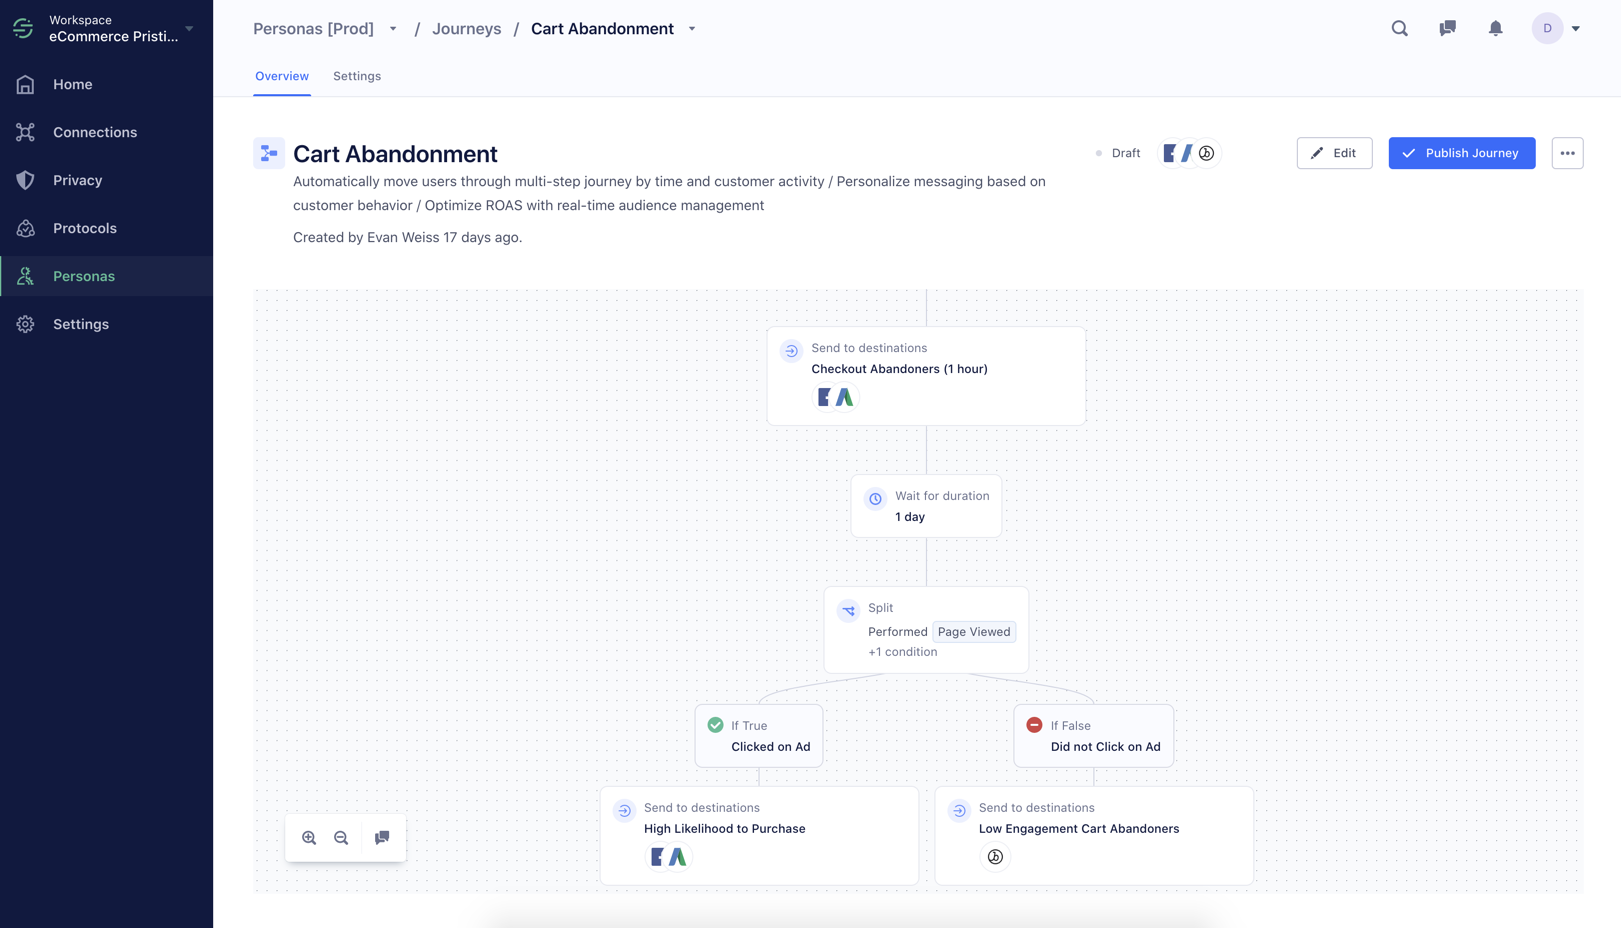 Workspace
eCommerce Pristi...
Home
Connections
Privacy
Protocols
Personas
Settings
Personas [Prod] / Journeys / Cart Abandonment
D
Overview Settings
Cart Abandonment
Draft
Edit
Publish Journey
Automatically move users through multi-step journey by time and customer activity / Personalize messaging based on
customer behavior / Optimize ROAS with real-time audience management
Created by Evan Weiss 17 days ago.
Send to destinations
Checkout Abandoners (1 hour)
Wait for duration
1 day
Split
Performed Page Viewed
+1 condition
If True
Clicked on Ad
If False
Did not Click on Ad
Send to destinations
High Likelihood to Purchase
Send to destinations
Low Engagement Cart Abandoners